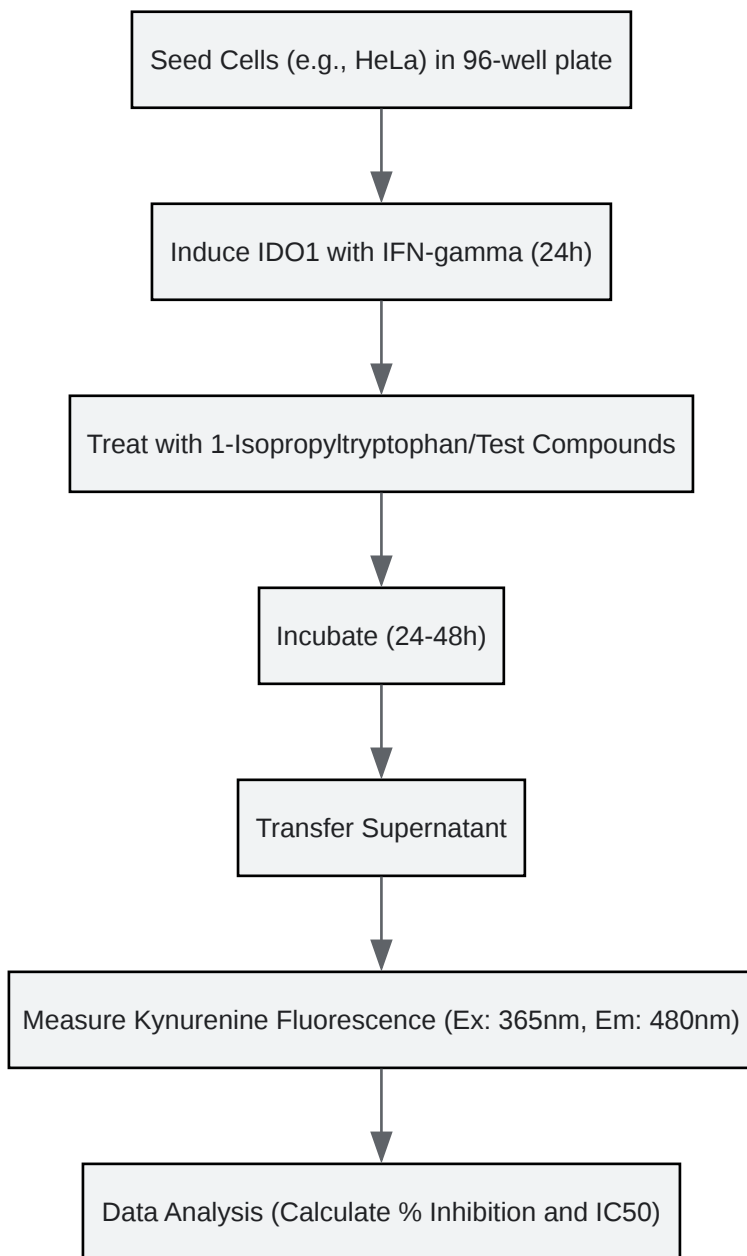 Seed Cells (e.g., HeLa) in 96-well plate
Induce IDO1 with IFN-gamma (24h)
Treat with 1-Isopropyltryptophan/Test Compounds
Incubate (24-48h)
Transfer Supernatant
Measure Kynurenine Fluorescence (Ex: 365nm, Em: 480nm)
Data Analysis (Calculate % Inhibition and IC50)